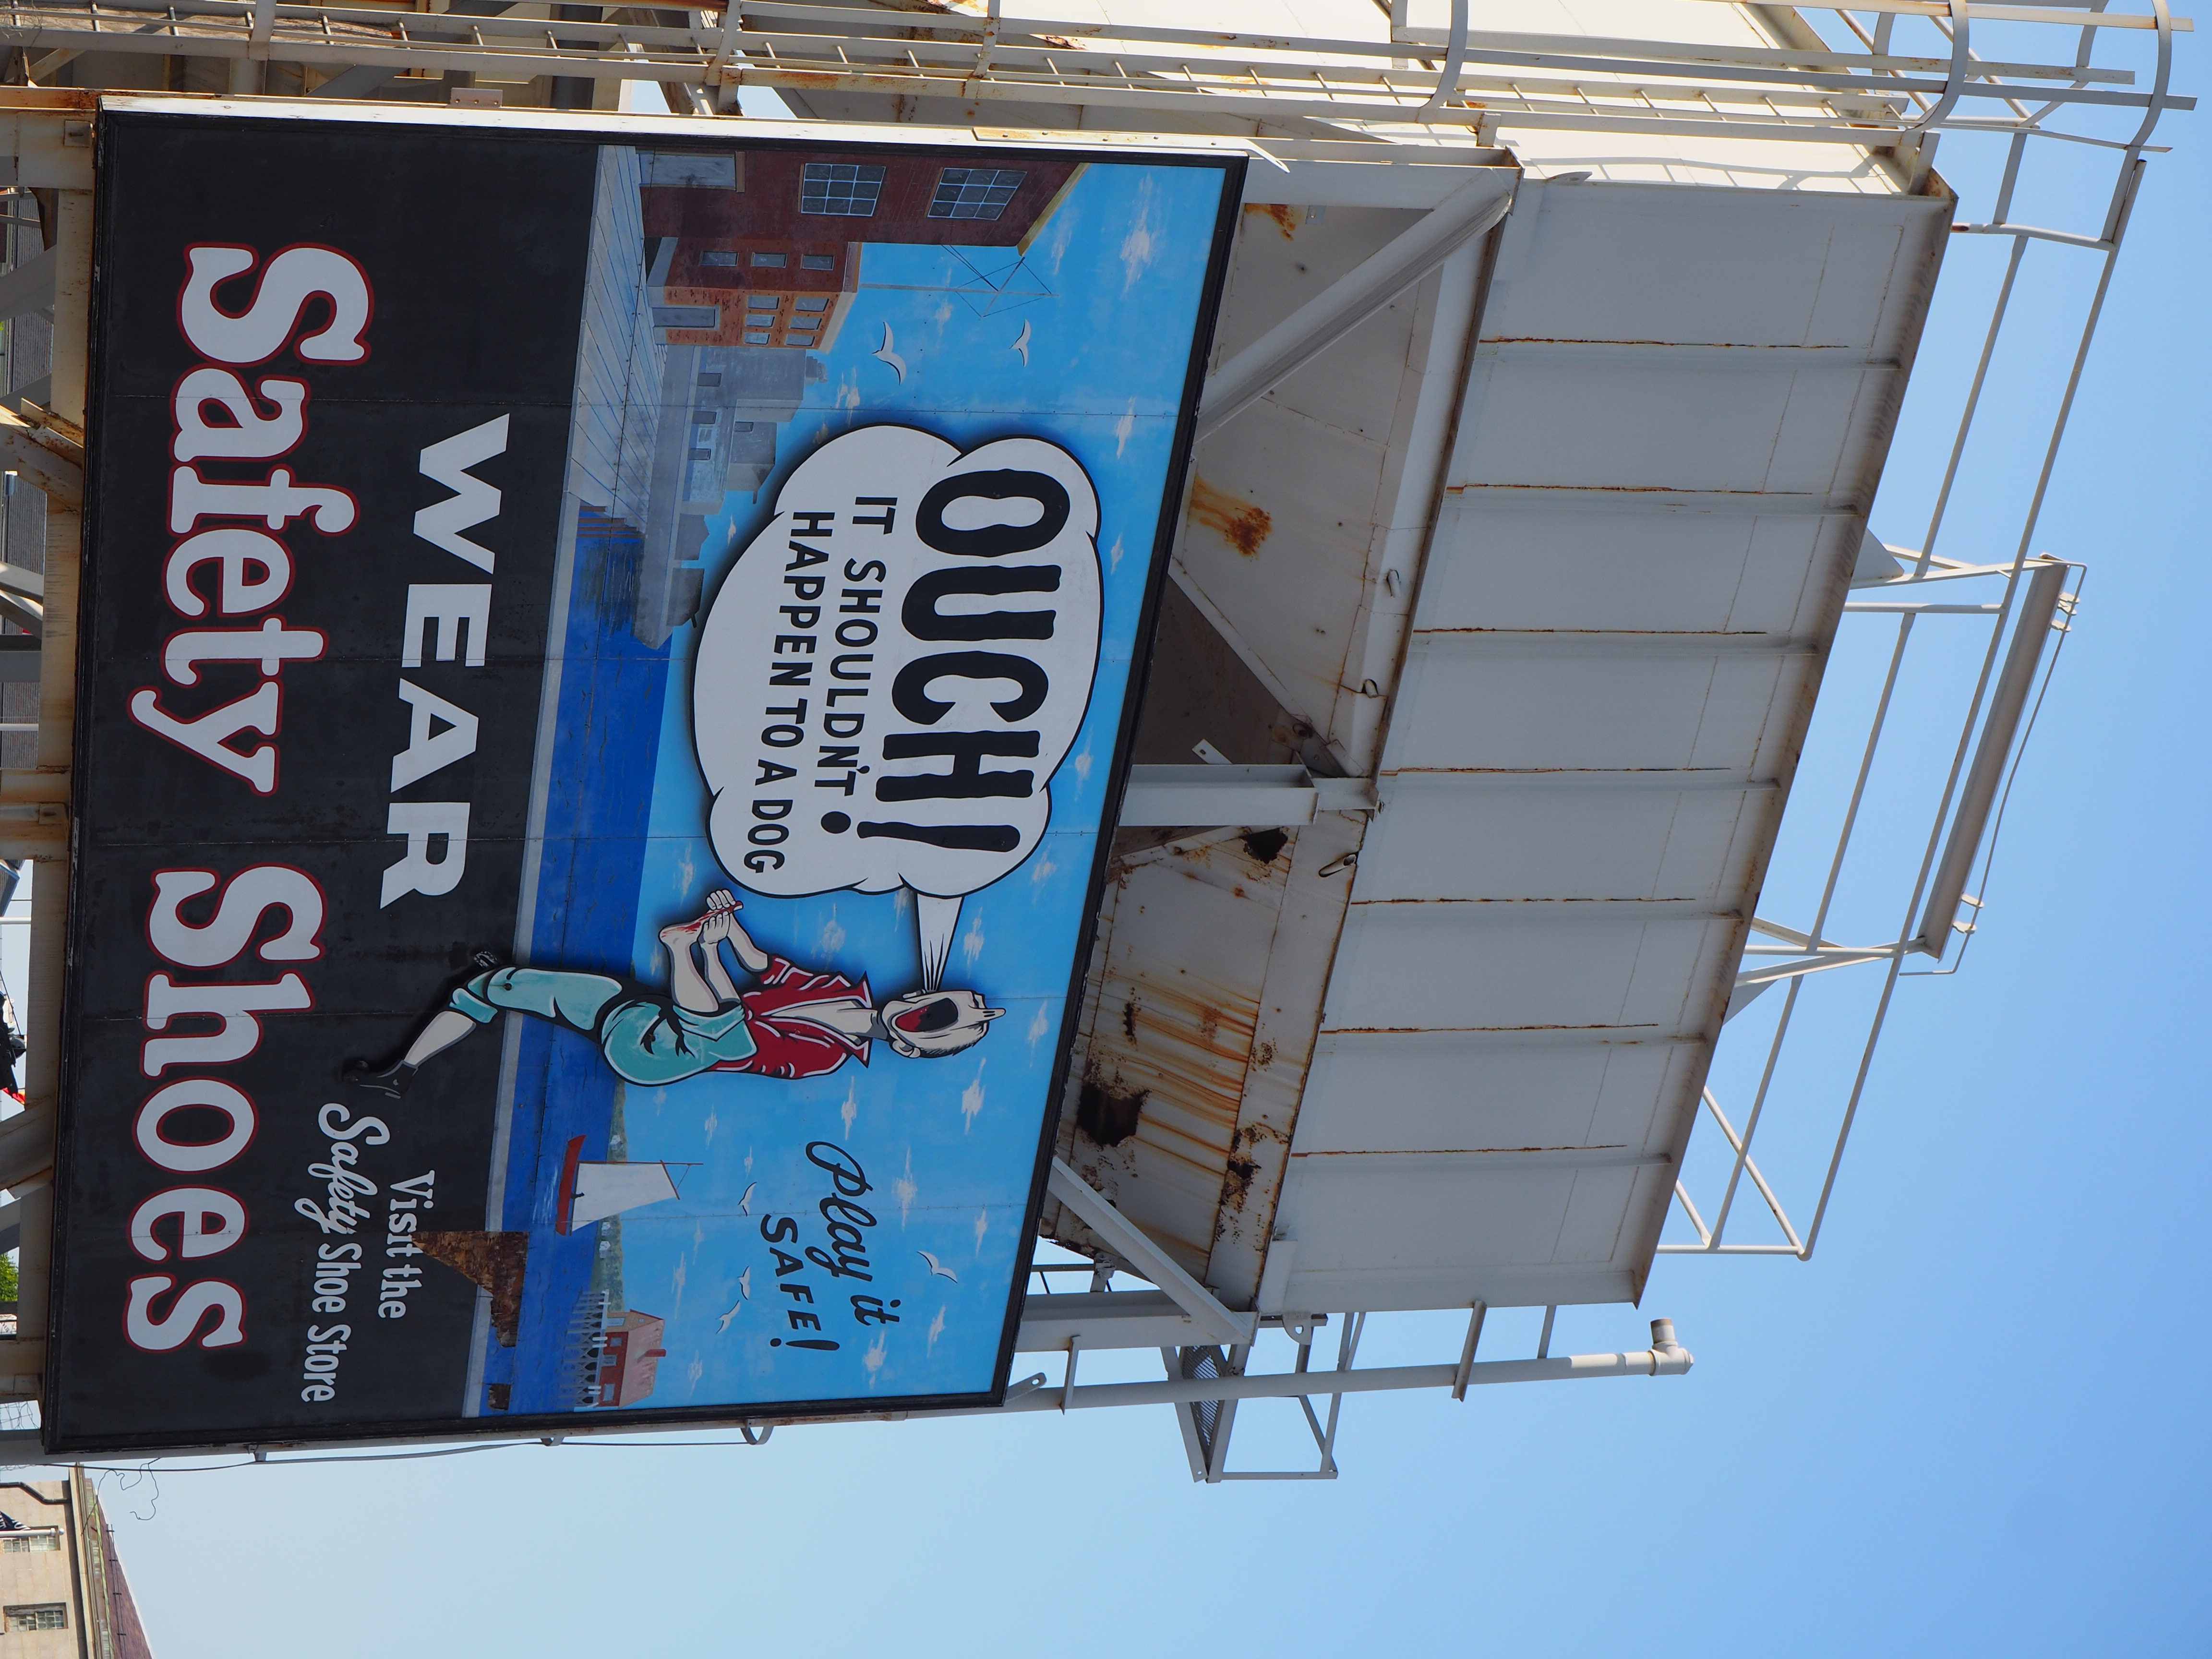 OUCH!
IT SHOULDN'T
HAPPEN TO A DOG
Play it
SAFE!
WEAR
Safety Shoes
Visit the
Safety Shoe Store